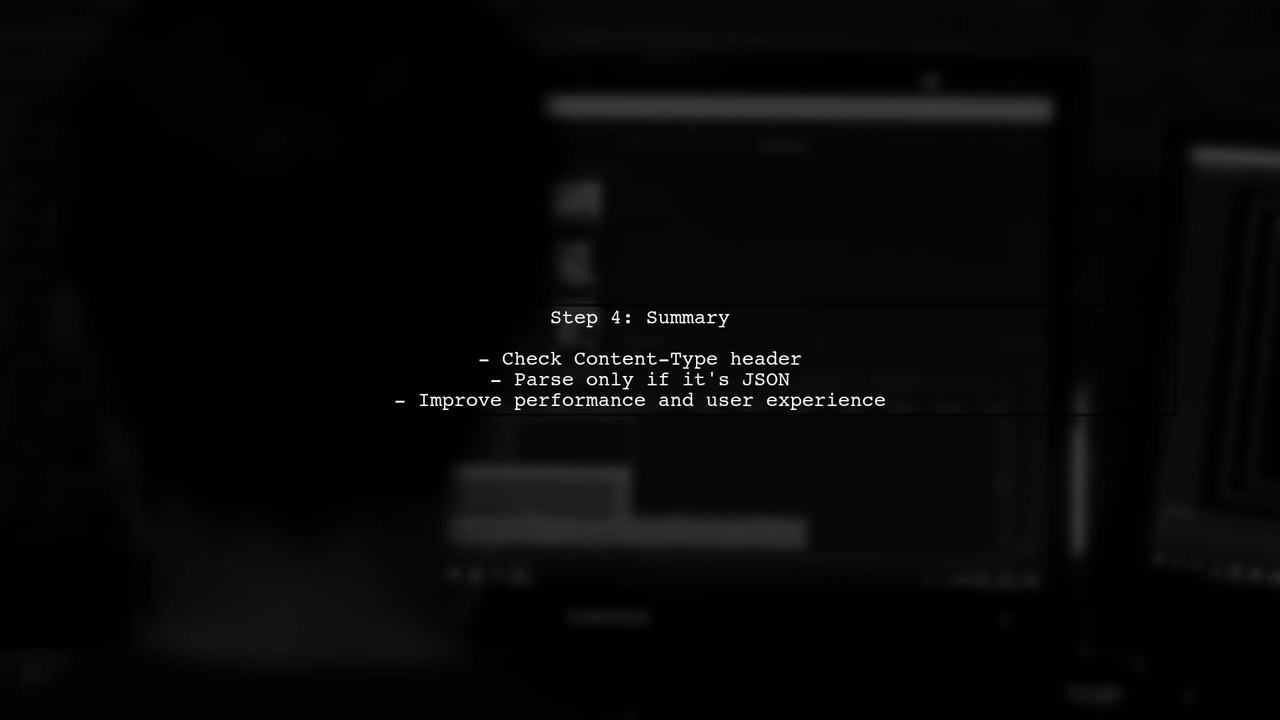 Step 4: Summary
- Check Content-Type header
- Parse only if it's JSON
- Improve performance and user experience